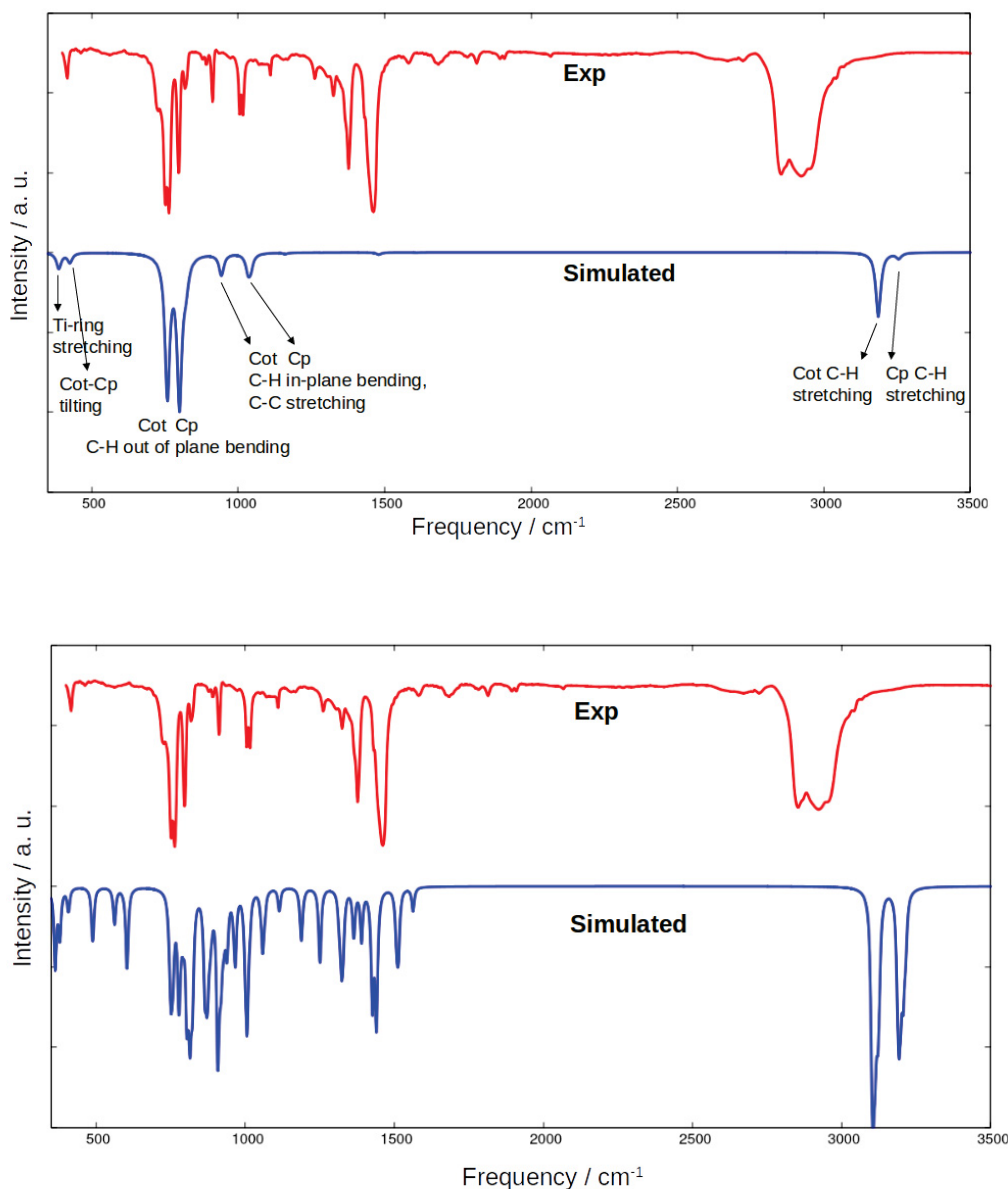 Exp
Intensity / a. u.
Simulated
Ti-ring
stretching
Cot-Cp
tilting
Cot Cp
C-H in-plane bending,
C-C stretching
Cot C-H
stretching
Cp C-H
stretching
Cot Cp
C-H out of plane bending
500 1000 1500 2000 2500 3000 3500
Frequency / cm-1
Exp
Intensity / a. u.
Simulated
500 1000 1500 2000 2500 3000 3500
Frequency / cm-1